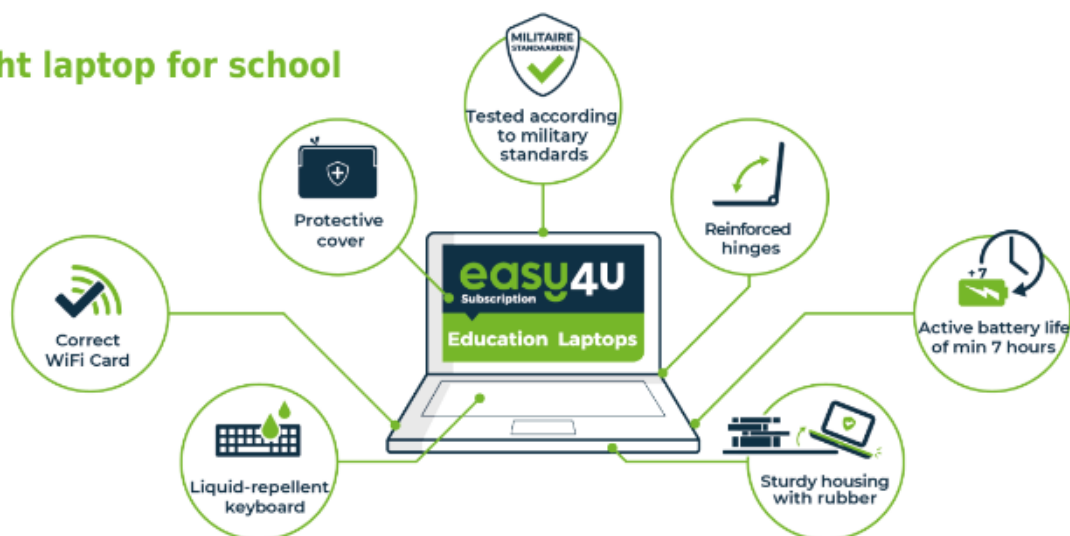 ht laptop for school
MILITAIRE
STANDAARDEN
Tested according
to military
standards
Protective
cover
Reinforced
hinges
easy4U
Subscription
Education Laptops
+7
Active battery life
of min 7 hours
Correct
WiFi Card
Liquid-repellent
keyboard
Sturdy housing
with rubber